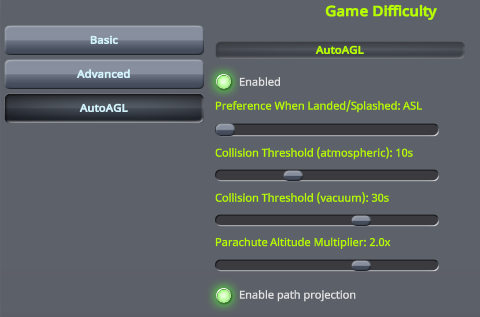 Game Difficulty
Basic
Advanced
AutoAGL
AutoAGL
Enabled
Preference When Landed/Splashed: ASL
Collision Threshold (atmospheric): 10s
Collision Threshold (vacuum): 30s
Parachute Altitude Multiplier: 2.0x
Enable path projection